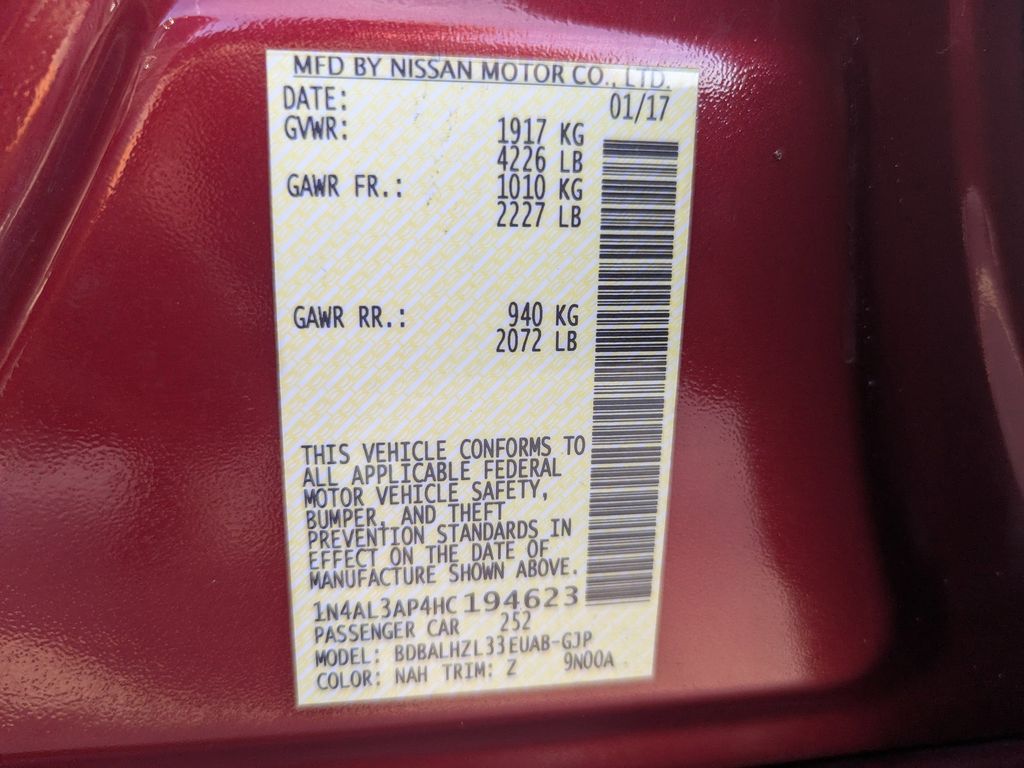 MFD BY NISSAN MOTOR CO., LTD.
DATE: 01/17
GVWR: 1917 KG
4226 LB
GAWR FR.: 1010 KG
2227 LB
GAWR RR.: 940 KG
2072 LB
THIS VEHICLE CONFORMS TO
ALL APPLICABLE FEDERAL
MOTOR VEHICLE SAFETY,
BUMPER, AND THEFT
PREVENTION STANDARDS IN
EFFECT ON THE DATE OF
MANUFACTURE SHOWN ABOVE.
1N4AL3AP4HC194623
PASSENGER CAR 252
MODEL: BDBALHZL33EUAB-GJP
COLOR: NAH TRIM: Z 9N00A